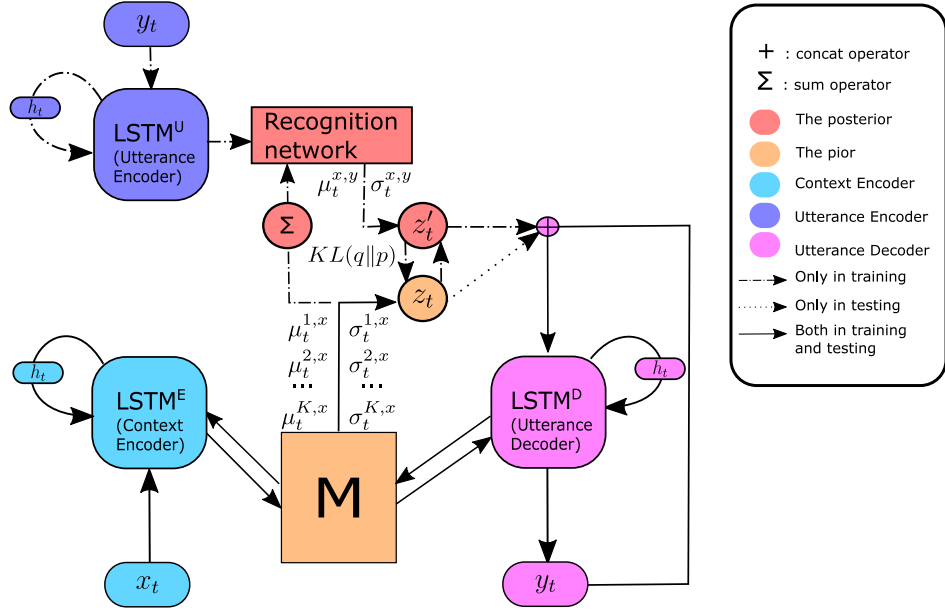 y_t
h_t
LSTM^U
(Utterance
Encoder)
Recognition
network
μ_t^{x,y} σ_t^{x,y}
Σ
z'_t
+
KL(q‖p)
z_t
μ_t^{1,x} σ_t^{1,x}
μ_t^{2,x} σ_t^{2,x}
... ...
μ_t^{K,x} σ_t^{K,x}
h_t
LSTM^E
(Context
Encoder)
M
LSTM^D
(Utterance
Decoder)
h_t
x_t
y_t
+ : concat operator
Σ : sum operator
The posterior
The pior
Context Encoder
Utterance Encoder
Utterance Decoder
Only in training
Only in testing
Both in training
and testing